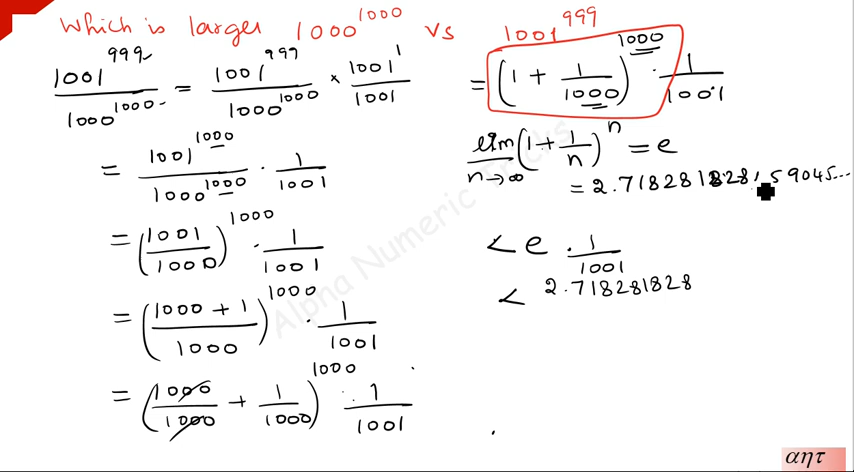 Which is larger 1000^1000 vs 1001^999
1001^999 / 1000^1000 = 1001^999 / 1000^1000 × 1001^1 / 1001
= 1001^1000 / 1000^1000 · 1 / 1001
= (1001 / 1000)^1000 · 1 / 1001
= (1000 + 1 / 1000)^1000 · 1 / 1001
= (1000 / 1000 + 1 / 1000)^1000 · 1 / 1001
= (1 + 1 / 1000)^1000 · 1 / 1001
lim n→∞ (1 + 1 / n)^n = e
= 2.718281828 59045...
< e · 1 / 1001
< 2.718281828
Alpha Numeric Tricks
αητ